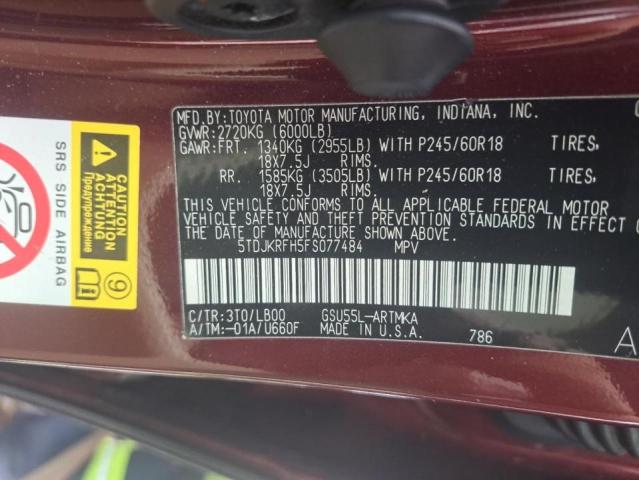 MFD.BY:TOYOTA MOTOR MANUFACTURING, INDIANA, INC.
GVWR:2720KG (6000LB)
GAWR:FRT. 1340KG (2955LB) WITH P245/60R18 TIRES,
18X7.5J RIMS.
RR. 1585KG (3505LB) WITH P245/60R18 TIRES,
18X7.5J RIMS.
THIS VEHICLE CONFORMS TO ALL APPLICABLE FEDERAL MOTOR
VEHICLE SAFETY AND THEFT PREVENTION STANDARDS IN EFFECT
THE DATE OF MANUFACTURE SHOWN ABOVE.
5TDJKRFH5FS077484 MPV
C/TR:3T0/LB00 GSU55L-ARTMKA
A/TM:-01A/U660F MADE IN U.S.A. 786
A
SRS SIDE AIRBAG
CAUTION
ATTENTION
ACHTUNG
Предупреждение
9